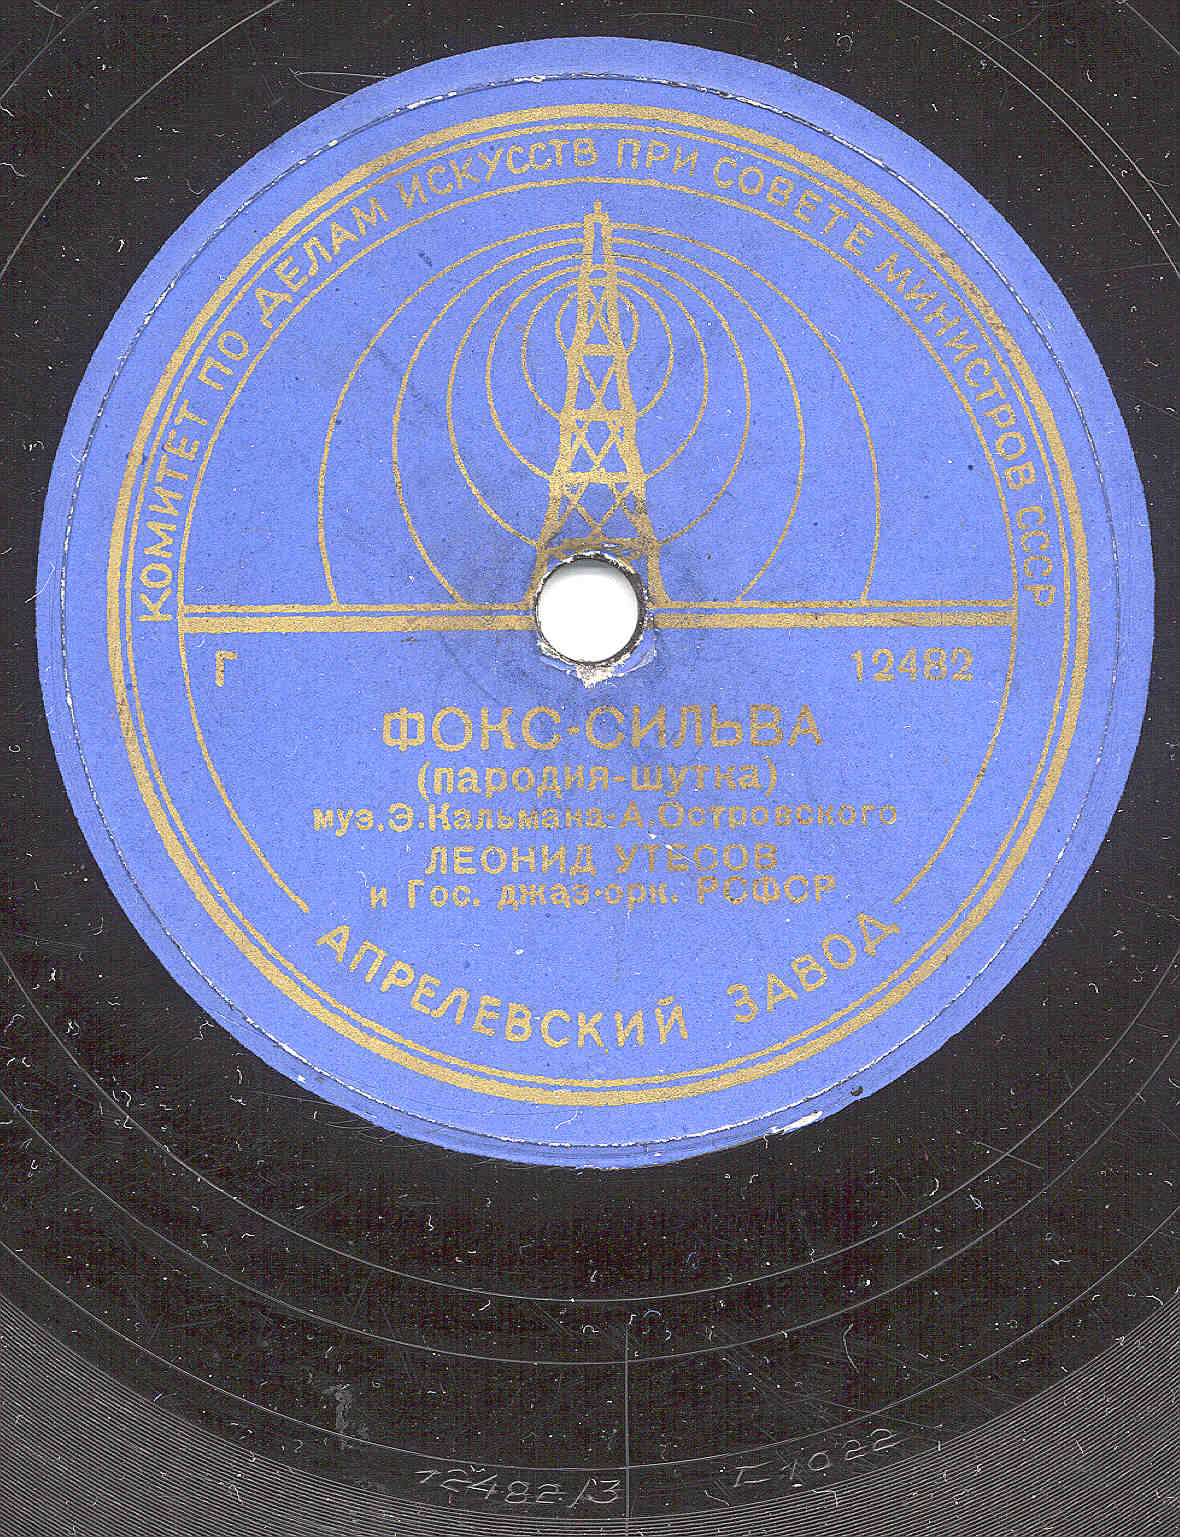 КОМИТЕТ ПО ДЕЛАМ ИСКУССТВ ПРИ СОВЕТЕ МИНИСТРОВ СССР
Г 12482
ФОКС-СИЛЬВА
(пародия-шутка)
муз.Э.Кальмана-А.Островского
ЛЕОНИД УТЕСОВ
и Гос. джаз-орк. РСФСР
АПРЕЛЕВСКИЙ ЗАВОД
12482/3